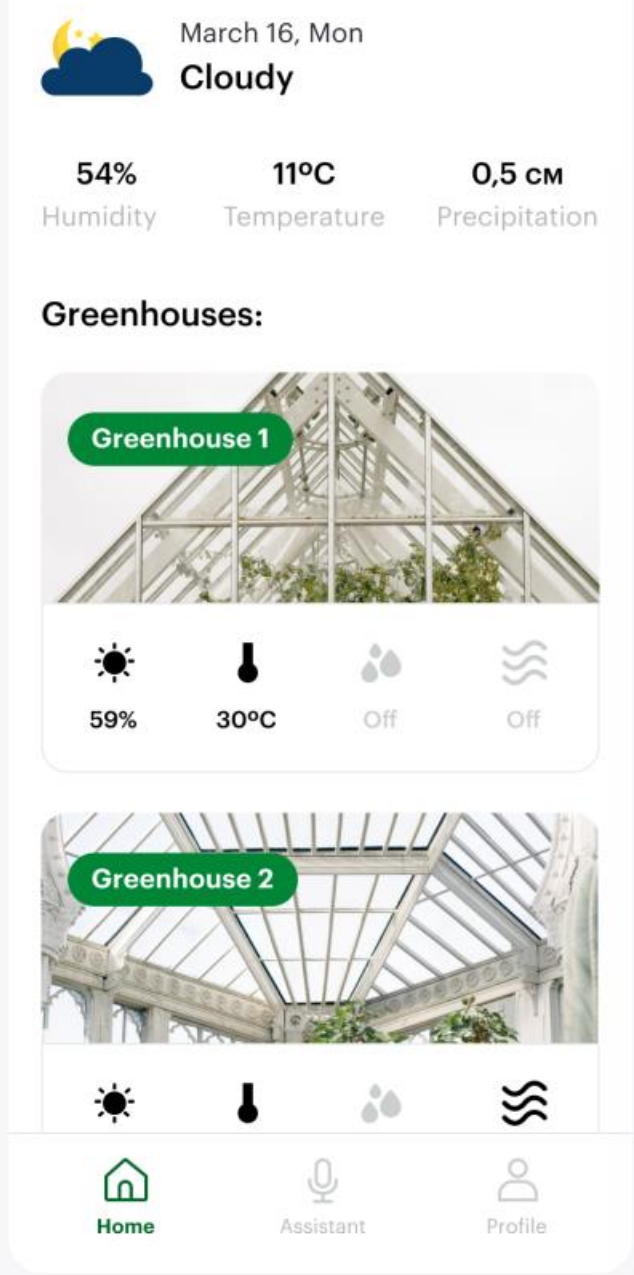 March 16, Mon
Cloudy
54% 11ºC 0,5 см
Humidity Temperature Precipitation
Greenhouses:
Greenhouse 1
59% 30ºC Off Off
Greenhouse 2
Home Assistant Profile